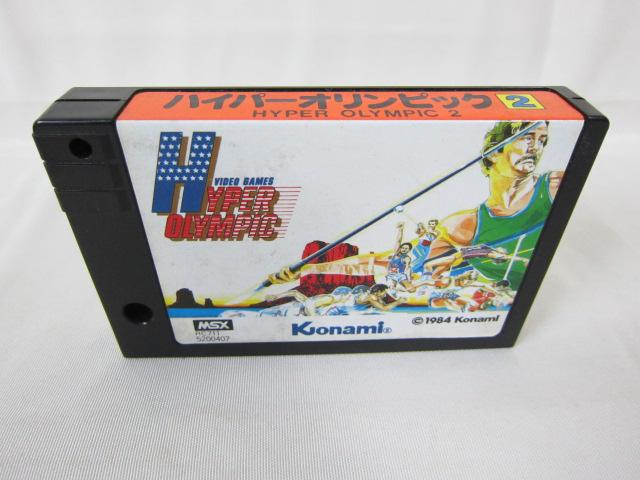 ハイパーオリンピック 2
HYPER OLYMPIC 2
VIDEO GAMES
HYPER
OLYMPIC
MSX
RC711
5200407
Konami®
©1984 Konami